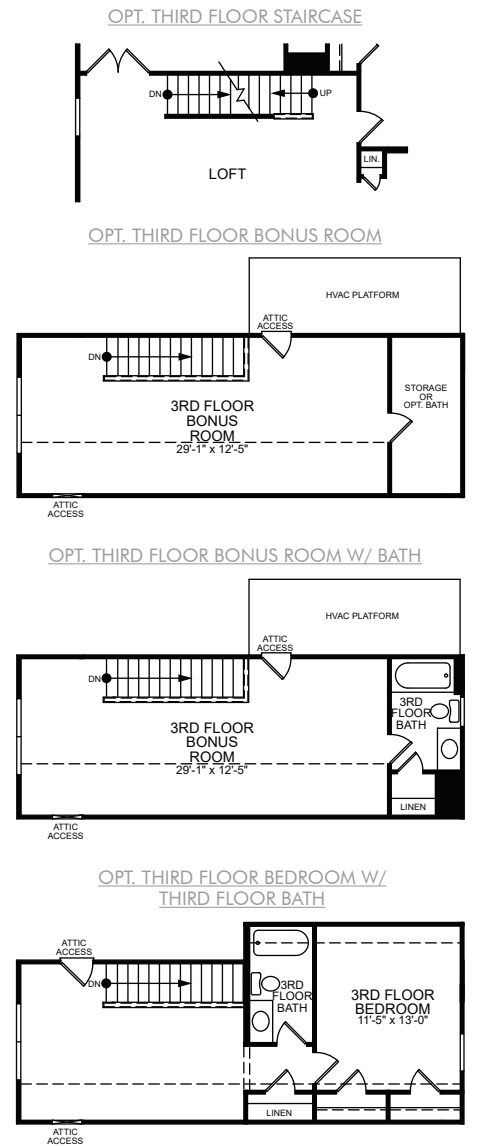 OPT. THIRD FLOOR STAIRCASE
DN
UP
LIN.
LOFT
OPT. THIRD FLOOR BONUS ROOM
HVAC PLATFORM
ATTIC
ACCESS
DN
STORAGE
OR
OPT. BATH
3RD FLOOR
BONUS
ROOM
29'-1" x 12'-5"
ATTIC
ACCESS
OPT. THIRD FLOOR BONUS ROOM W/ BATH
HVAC PLATFORM
ATTIC
ACCESS
DN
3RD
FLOOR
BATH
3RD FLOOR
BONUS
ROOM
29'-1" x 12'-5"
LINEN
ATTIC
ACCESS
OPT. THIRD FLOOR BEDROOM W/
THIRD FLOOR BATH
ATTIC
ACCESS
DN
3RD
FLOOR
BATH
3RD FLOOR
BEDROOM
11'-5" x 13'-0"
LINEN
ATTIC
ACCESS